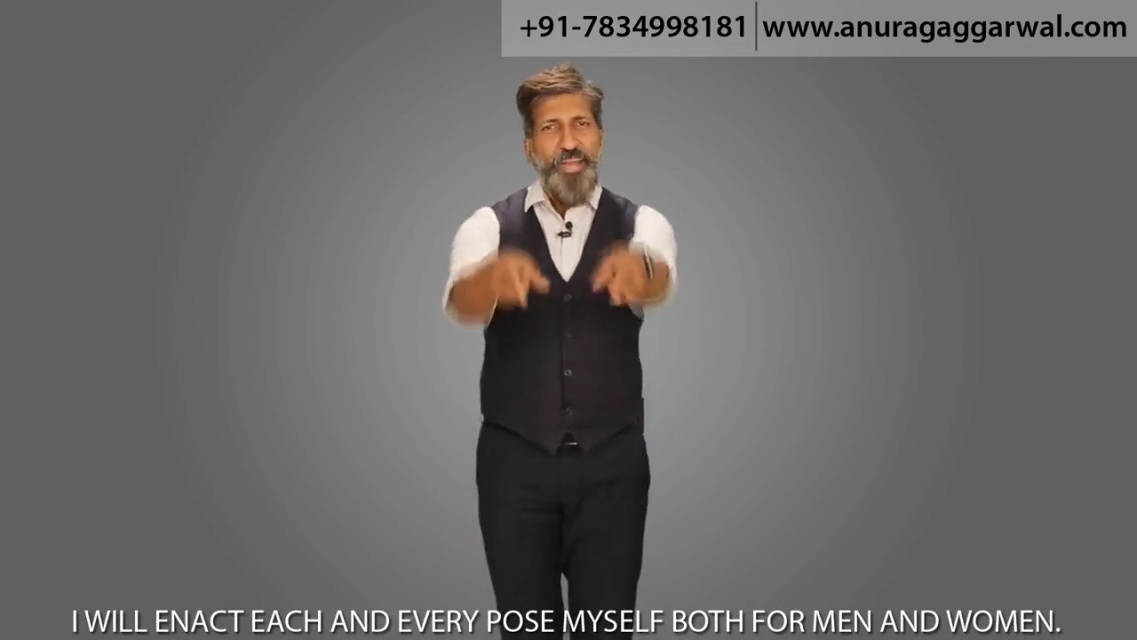 +91-7834998181 | www.anuragaggarwal.com
I WILL ENACT EACH AND EVERY POSE MYSELF BOTH FOR MEN AND WOMEN.